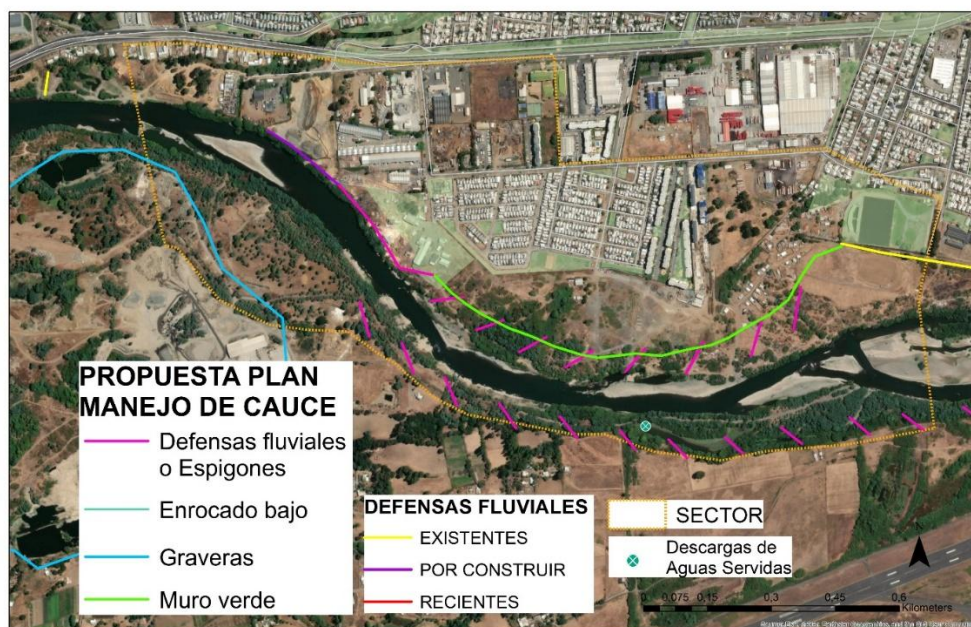 PROPUESTA PLAN
MANEJO DE CAUCE
Defensas fluviales
o Espigones
Enrocado bajo
Graveras
Muro verde
DEFENSAS FLUVIALES
EXISTENTES
POR CONSTRUIR
RECIENTES
SECTOR
Descargas de
Aguas Servidas
0 0,075 0,15 0,3 0,45 0,6
Kilometers